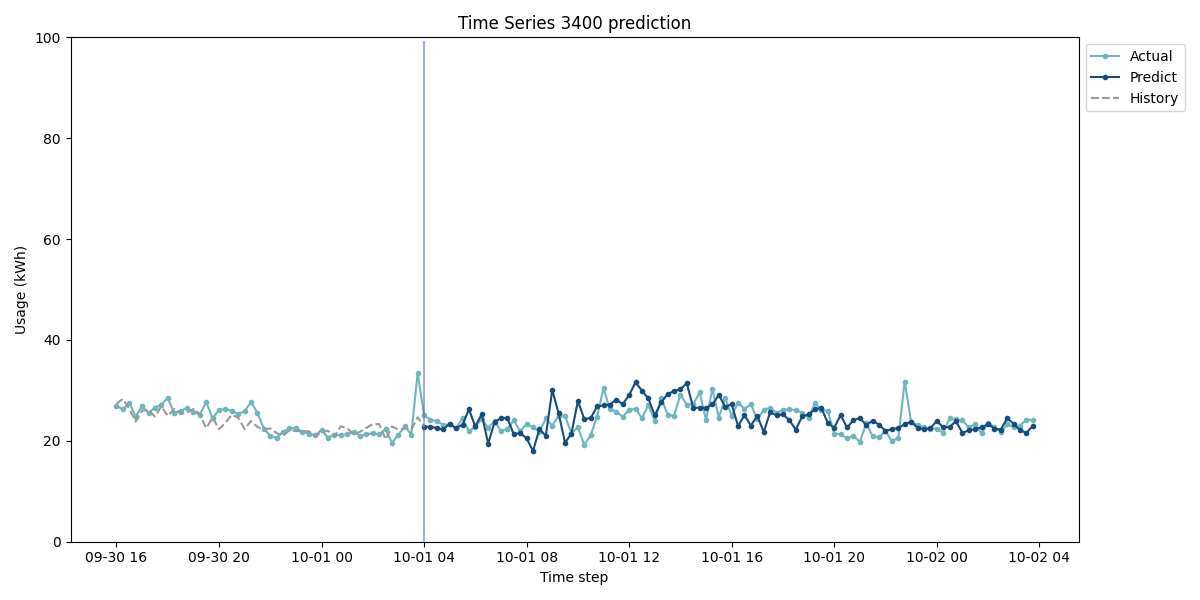 Time Series 3400 prediction
100
80
60
40
20
0
Usage (kWh)
09-30 16 09-30 20 10-01 00 10-01 04 10-01 08 10-01 12 10-01 16 10-01 20 10-02 00 10-02 04
Time step
Actual
Predict
History